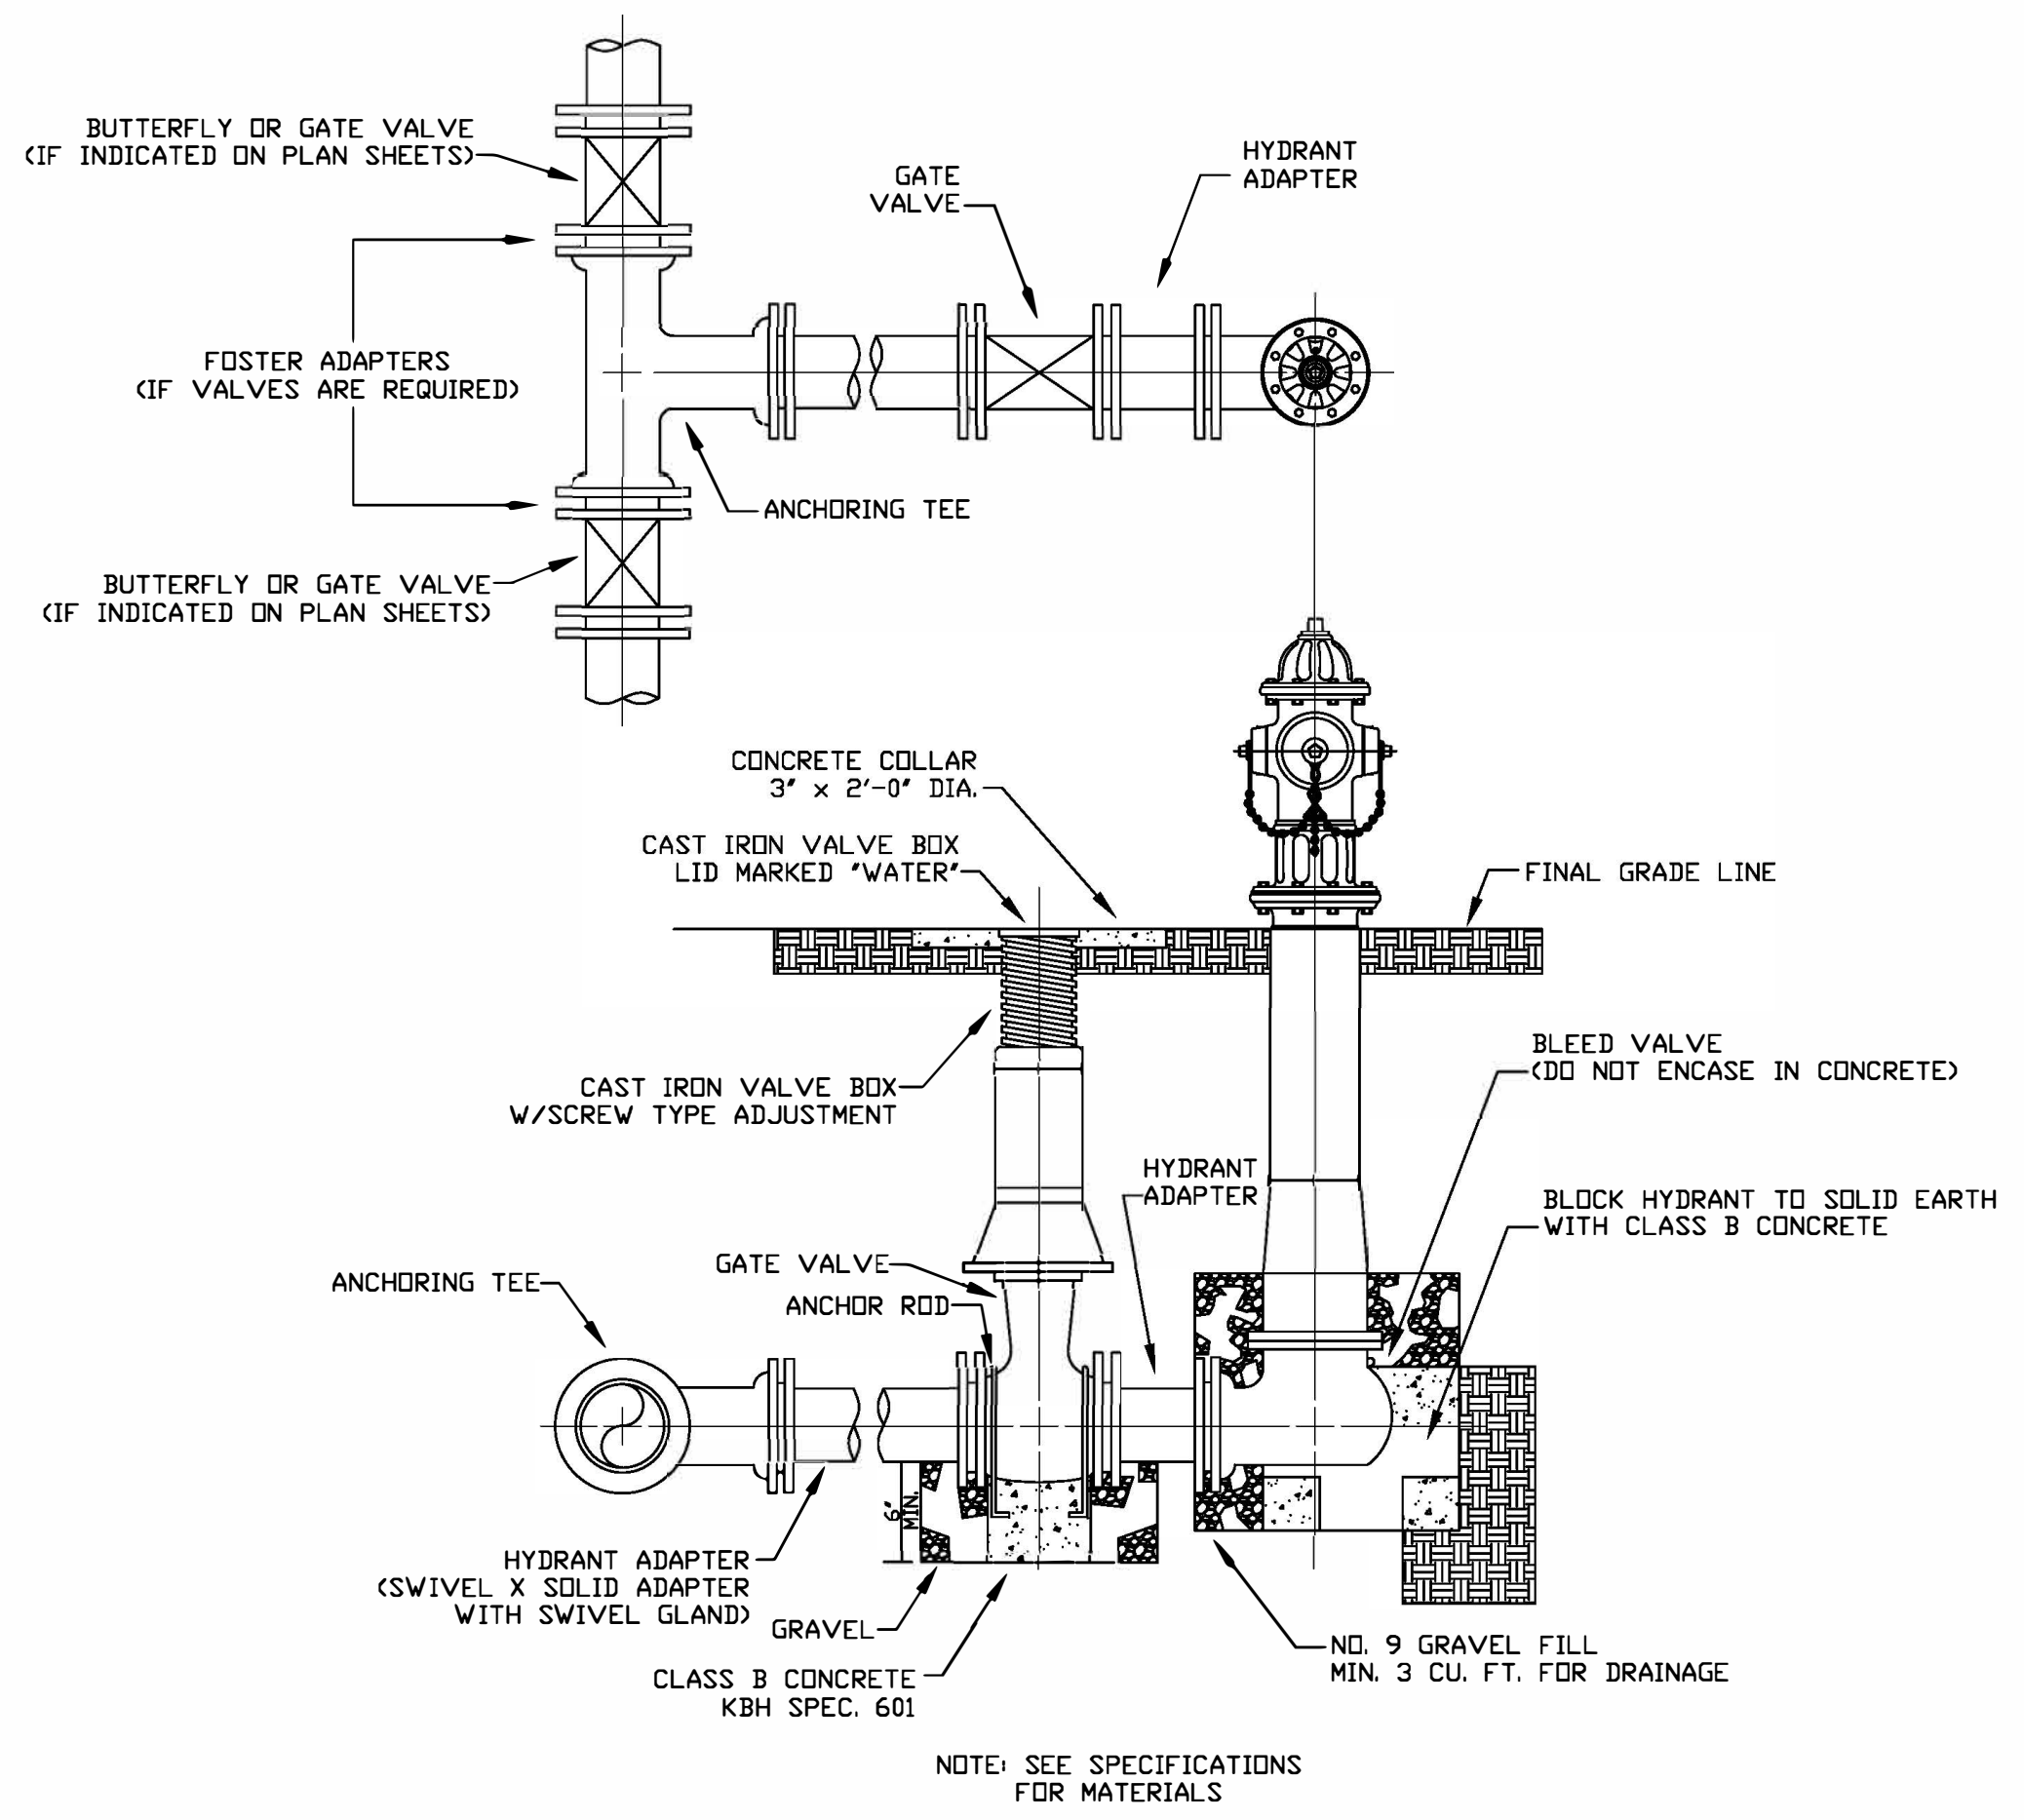 BUTTERFLY OR GATE VALVE
(IF INDICATED ON PLAN SHEETS)
GATE
VALVE
HYDRANT
ADAPTER
FOSTER ADAPTERS
(IF VALVES ARE REQUIRED)
ANCHORING TEE
BUTTERFLY OR GATE VALVE
(IF INDICATED ON PLAN SHEETS)
CONCRETE COLLAR
3" x 2'-0" DIA.
CAST IRON VALVE BOX
LID MARKED "WATER"
FINAL GRADE LINE
CAST IRON VALVE BOX
W/SCREW TYPE ADJUSTMENT
BLEED VALVE
(DO NOT ENCASE IN CONCRETE)
HYDRANT
ADAPTER
BLOCK HYDRANT TO SOLID EARTH
WITH CLASS B CONCRETE
GATE VALVE
ANCHOR ROD
ANCHORING TEE
6"
MIN.
HYDRANT ADAPTER
(SWIVEL X SOLID ADAPTER
WITH SWIVEL GLAND)
GRAVEL
CLASS B CONCRETE
KBH SPEC. 601
NO. 9 GRAVEL FILL
MIN. 3 CU. FT. FOR DRAINAGE
NOTE: SEE SPECIFICATIONS
FOR MATERIALS